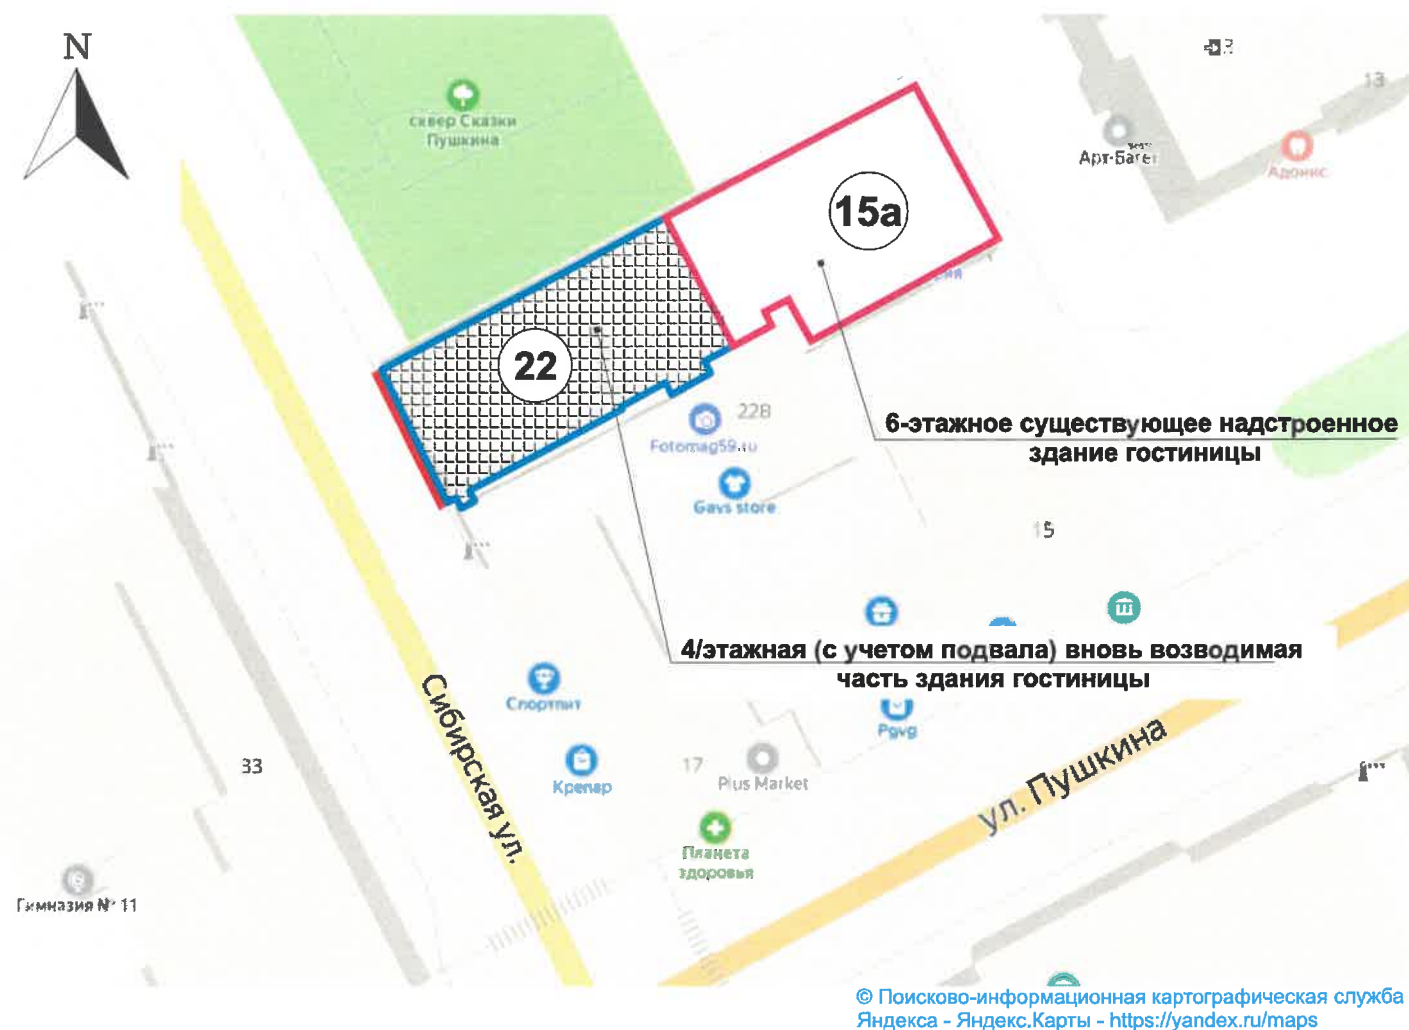 N
сквер Сказки
Пушкина
13
Арт-Багет
Адонис
15а
22
22В
Fotomag59.ru
Gavs store
6-этажное существующее надстроенное
здание гостиницы
15
4/этажная (с учетом подвала) вновь возводимая
часть здания гостиницы
Спортпит
Pgvg
Сибирская ул.
ул. Пушкина
33
17
Крепар
Plus Market
Планета
здоровья
Гимназия № 11
© Поисково-информационная картографическая служба
Яндекса - Яндекс.Карты - https://yandex.ru/maps